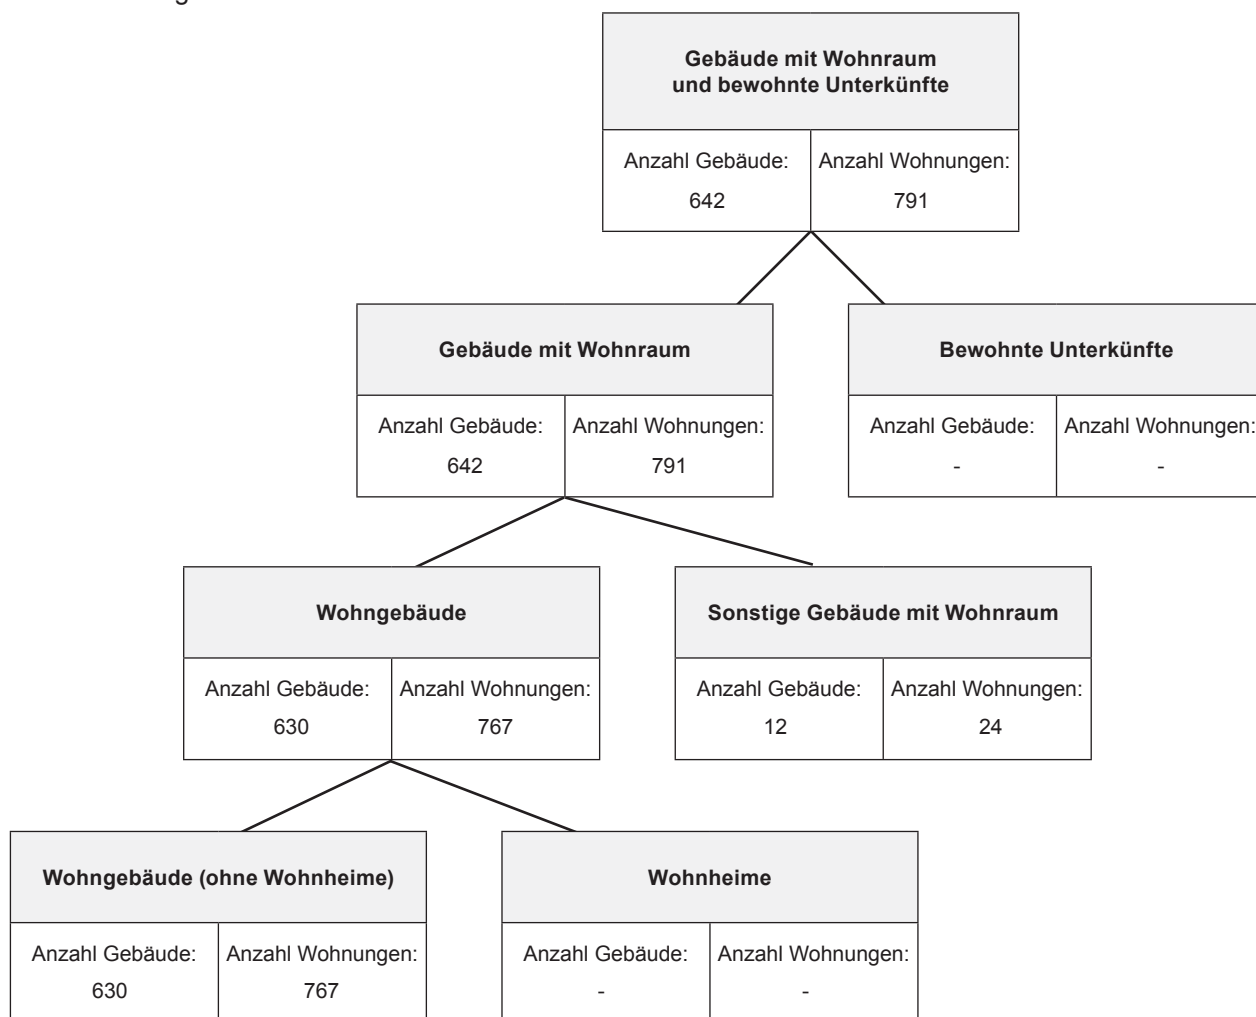 Gebäude mit Wohnraum
und bewohnte Unterkünfte
Anzahl Gebäude: Anzahl Wohnungen:
642 791
Gebäude mit Wohnraum Bewohnte Unterkünfte
Anzahl Gebäude: Anzahl Wohnungen: Anzahl Gebäude: Anzahl Wohnungen:
642 791 - -
Wohngebäude Sonstige Gebäude mit Wohnraum
Anzahl Gebäude: Anzahl Wohnungen: Anzahl Gebäude: Anzahl Wohnungen:
630 767 12 24
Wohngebäude (ohne Wohnheime) Wohnheime
Anzahl Gebäude: Anzahl Wohnungen: Anzahl Gebäude: Anzahl Wohnungen:
630 767 - -